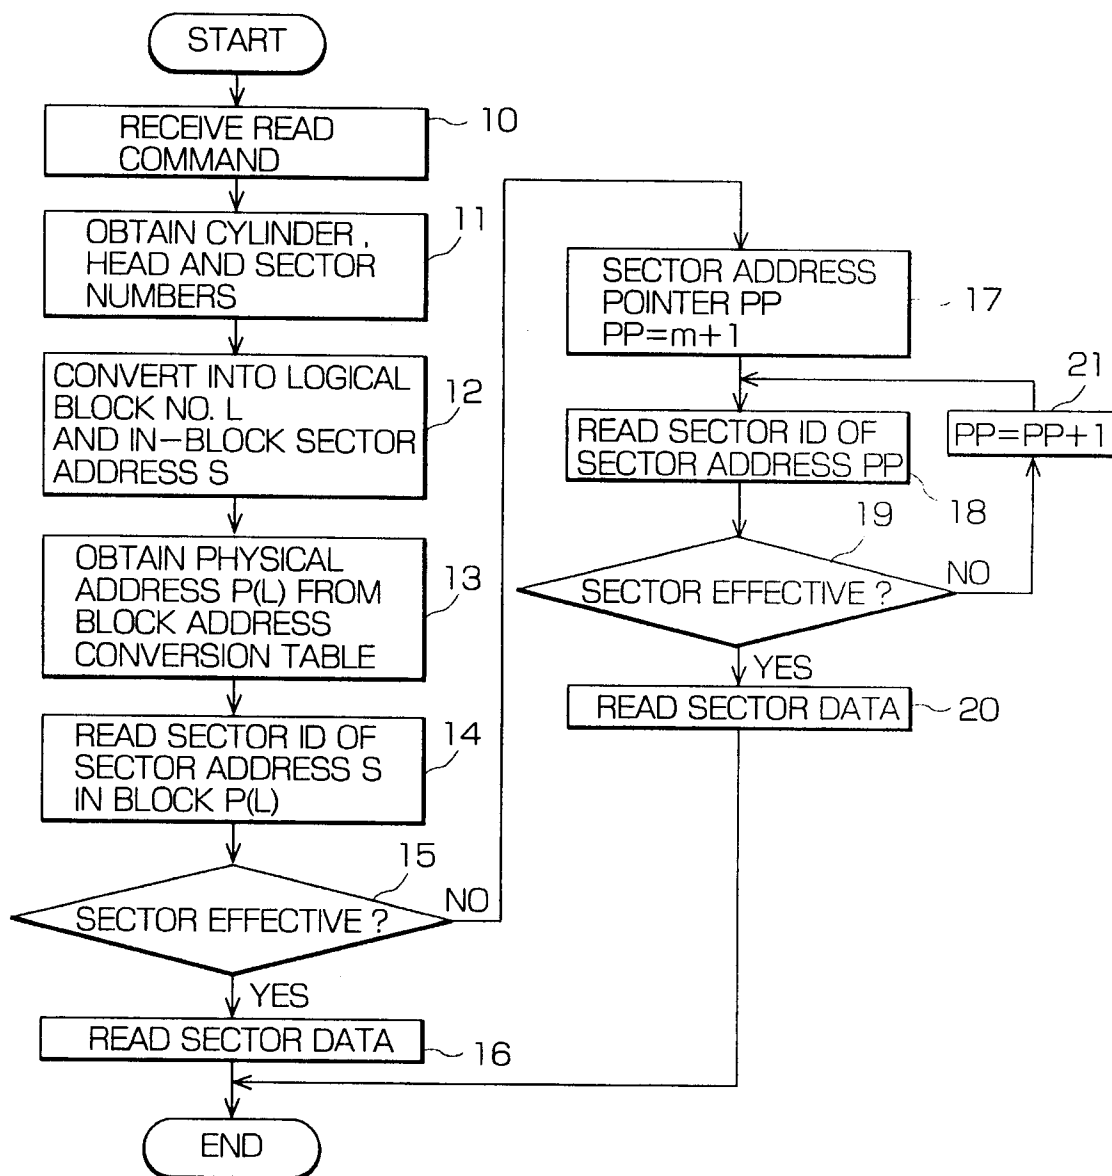 START
RECEIVE READ
COMMAND
10
OBTAIN CYLINDER ,
HEAD AND SECTOR
NUMBERS
11
CONVERT INTO LOGICAL
BLOCK NO. L
AND IN-BLOCK SECTOR
ADDRESS S
12
OBTAIN PHYSICAL
ADDRESS P(L) FROM
BLOCK ADDRESS
CONVERSION TABLE
13
READ SECTOR ID OF
SECTOR ADDRESS S
IN BLOCK P(L)
14
SECTOR EFFECTIVE ?
15
NO
YES
READ SECTOR DATA
16
END
SECTOR ADDRESS
POINTER PP
PP=m+1
17
READ SECTOR ID OF
SECTOR ADDRESS PP
18
21
PP=PP+1
SECTOR EFFECTIVE ?
19
NO
YES
READ SECTOR DATA
20